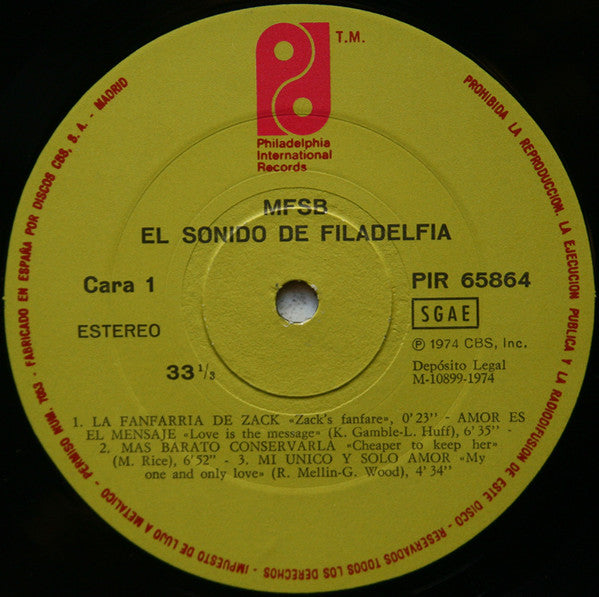 T.M.
Philadelphia
International
Records
MFSB
EL SONIDO DE FILADELFIA
Cara 1
PIR 65864
SGAE
ESTEREO
℗ 1974 CBS, Inc.
33 1/3
Depósito Legal
M-10899-1974
1. LA FANFARRIA DE ZACK «Zack's fanfare», 0'23" - AMOR ES
EL MENSAJE «Love is the message» (K. Gamble-L. Huff), 6'35" -
2. MAS BARATO CONSERVARLA «Cheaper to keep her»
(M. Rice), 6'52" - 3. MI UNICO Y SOLO AMOR «My
one and only love» (R. Mellin-G. Wood), 4'34"
PROHIBIDA LA REPRODUCCION, LA EJECUCION PUBLICA Y LA RADIODIFUSION DE ESTE DISCO - RESERVADOS TODOS LOS DERECHOS - IMPUESTO DE LUJO A METALICO - PERMISO NUM. 7063 - FABRICADO EN ESPAÑA POR DISCOS CBS, S. A. - MADRID